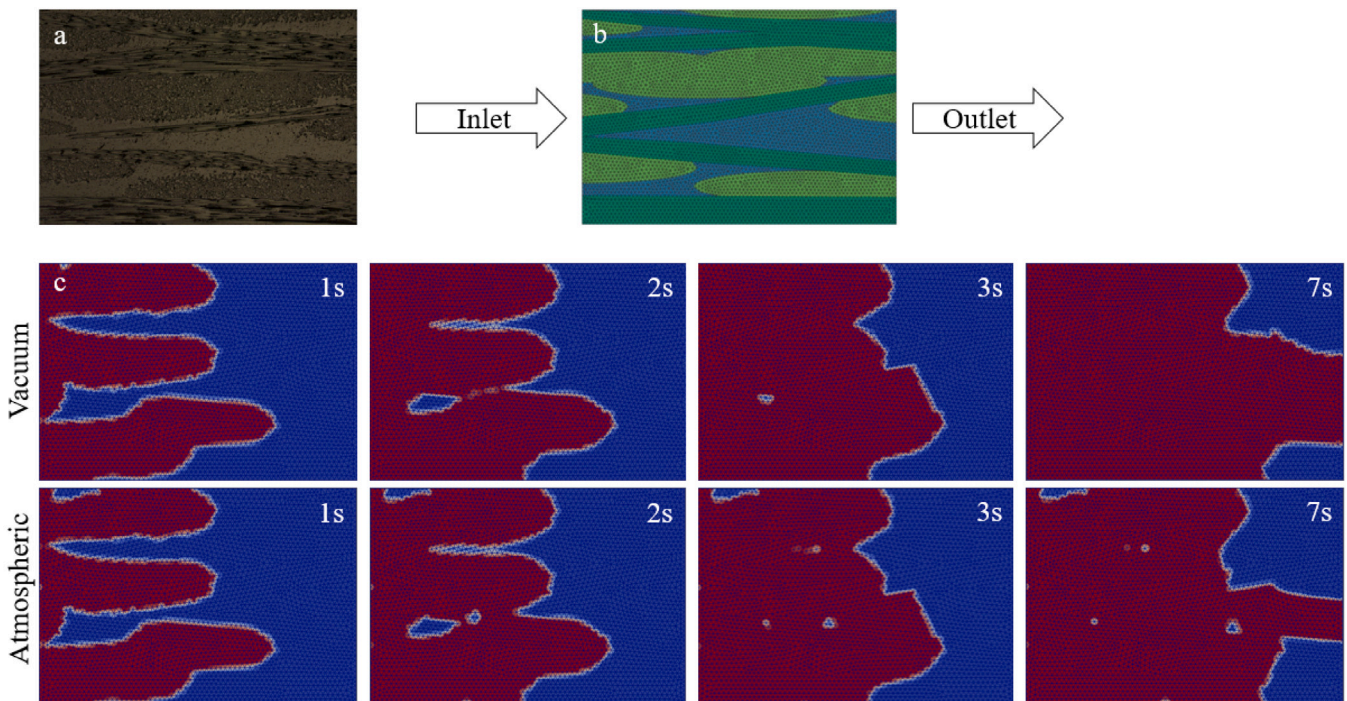 a
Inlet
b
Outlet
Vacuum
c
1s
2s
3s
7s
Atmospheric
1s
2s
3s
7s